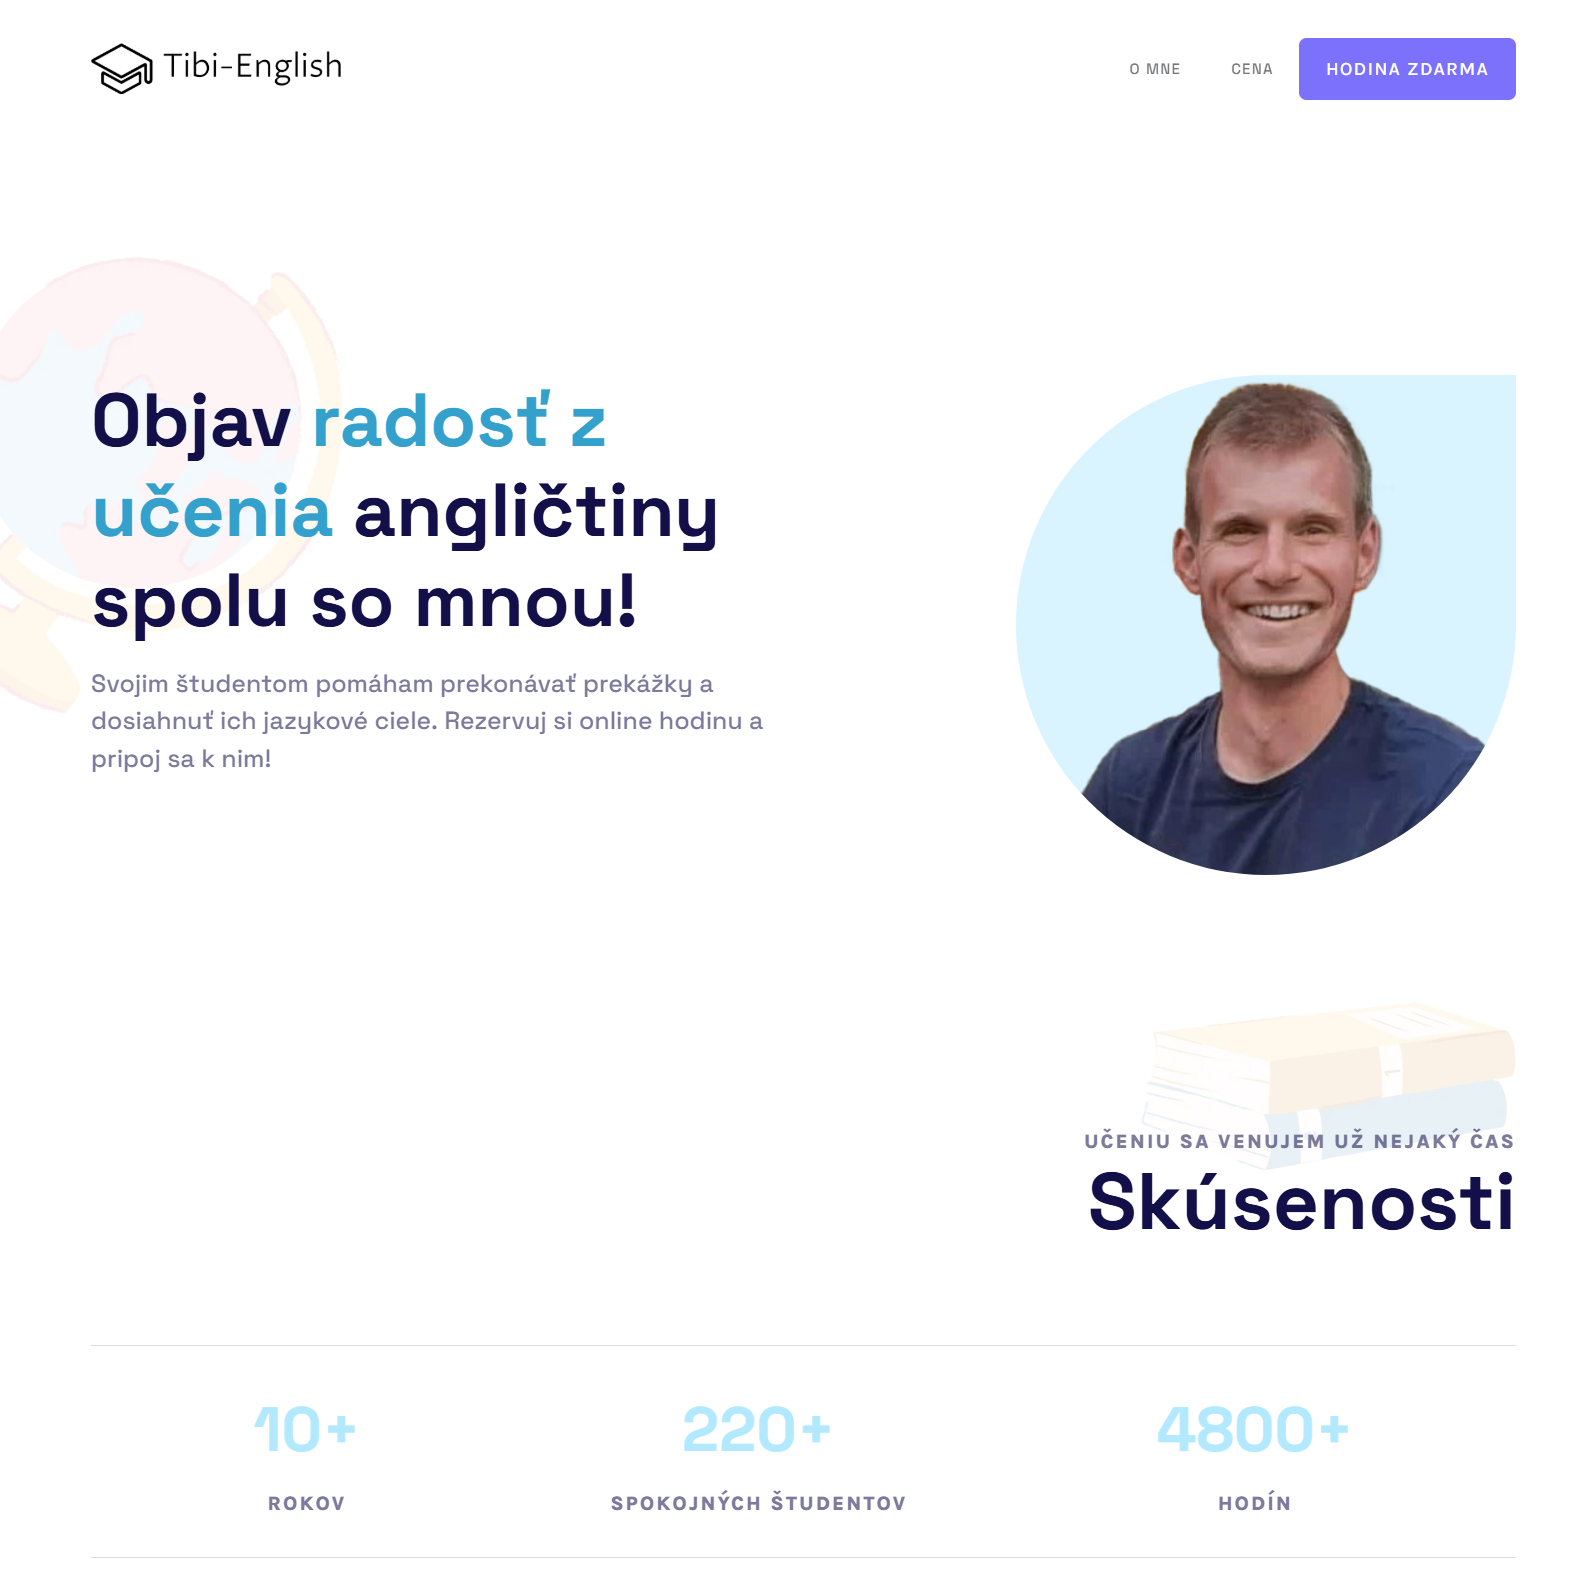 Tibi-English
O MNE
CENA
HODINA ZDARMA
Objav radosť z
učenia angličtiny
spolu so mnou!
Svojim študentom pomáham prekonávať prekážky a
dosiahnuť ich jazykové ciele. Rezervuj si online hodinu a
pripoj sa k nim!
UČENIU SA VENUJEM UŽ NEJAKÝ ČAS
Skúsenosti
10+
ROKOV
220+
SPOKOJNÝCH ŠTUDENTOV
4800+
HODÍN